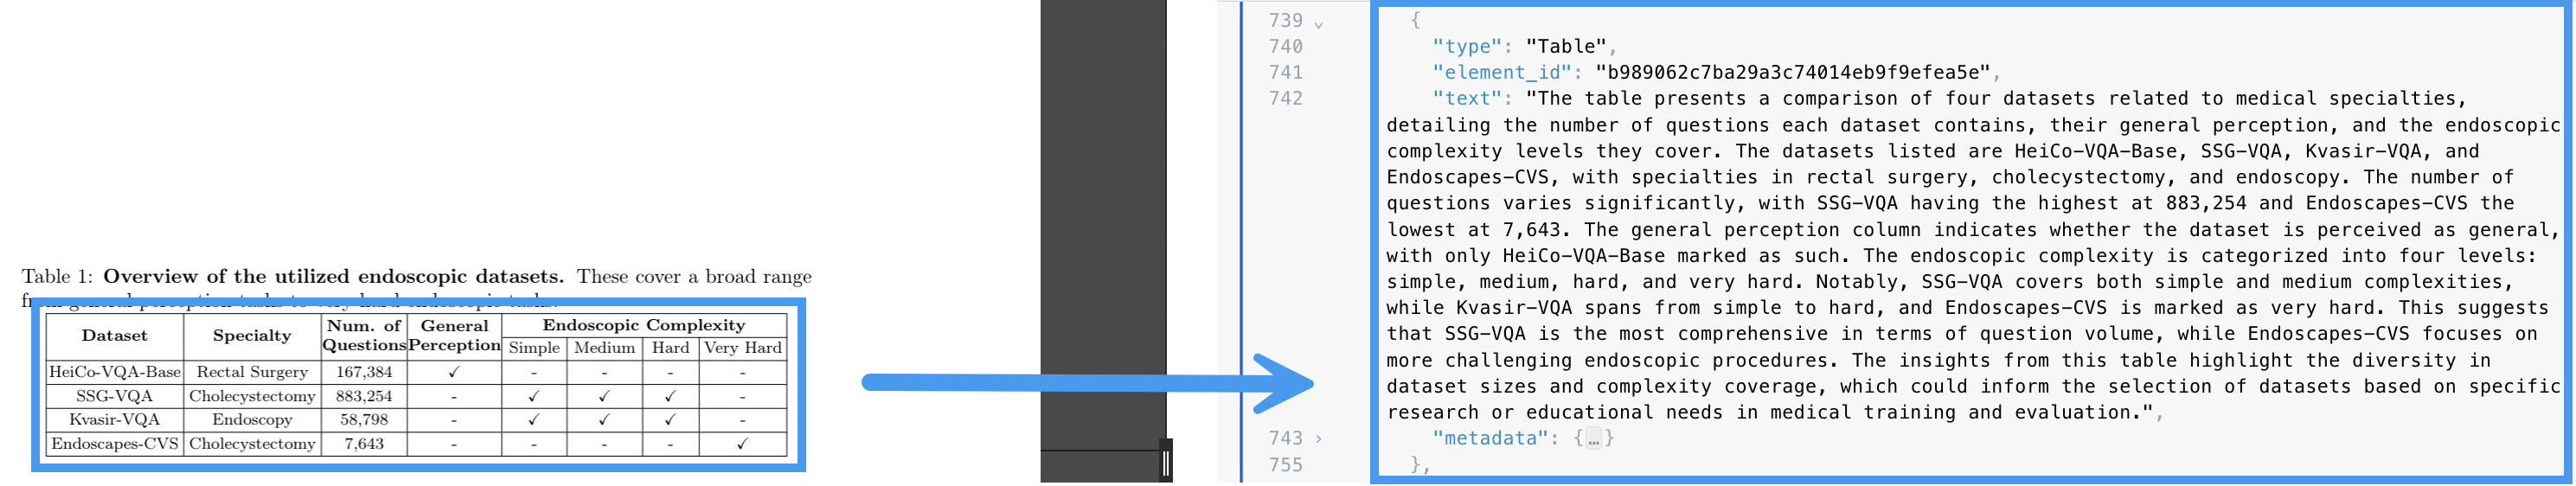 Table 1: Overview of the utilized endoscopic datasets. These cover a broad range
from general perception tasks to very hard endoscopic tasks.
Dataset Specialty Num. of Questions General Perception Endoscopic Complexity
Simple Medium Hard Very Hard
HeiCo-VQA-Base Rectal Surgery 167,384 ✓ - - - -
SSG-VQA Cholecystectomy 883,254 - ✓ ✓ ✓ -
Kvasir-VQA Endoscopy 58,798 - ✓ ✓ ✓ -
Endoscapes-CVS Cholecystectomy 7,643 - - - - ✓
739 {
740 "type": "Table",
741 "element_id": "b989062c7ba29a3c74014eb9f9efea5e",
742 "text": "The table presents a comparison of four datasets related to medical specialties,
detailing the number of questions each dataset contains, their general perception, and the endoscopic
complexity levels they cover. The datasets listed are HeiCo-VQA-Base, SSG-VQA, Kvasir-VQA, and
Endoscapes-CVS, with specialties in rectal surgery, cholecystectomy, and endoscopy. The number of
questions varies significantly, with SSG-VQA having the highest at 883,254 and Endoscapes-CVS the
lowest at 7,643. The general perception column indicates whether the dataset is perceived as general,
with only HeiCo-VQA-Base marked as such. The endoscopic complexity is categorized into four levels:
simple, medium, hard, and very hard. Notably, SSG-VQA covers both simple and medium complexities,
while Kvasir-VQA spans from simple to hard, and Endoscapes-CVS is marked as very hard. This suggests
that SSG-VQA is the most comprehensive in terms of question volume, while Endoscapes-CVS focuses on
more challenging endoscopic procedures. The insights from this table highlight the diversity in
dataset sizes and complexity coverage, which could inform the selection of datasets based on specific
research or educational needs in medical training and evaluation.",
743 "metadata": {…}
755 },